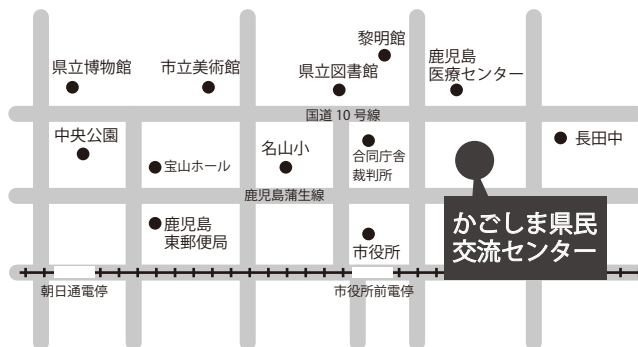 黎明館
県立博物館
市立美術館
県立図書館
鹿児島
医療センター
国道10号線
中央公園
宝山ホール
名山小
合同庁舎
裁判所
長田中
鹿児島蒲生線
鹿児島
東郵便局
市役所
かごしま県民
交流センター
朝日通電停
市役所前電停